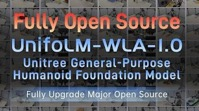 Fully Open Source
UnifoLM-WLA-1.0
Unitree General-Purpose
Humanoid Foundation Model
Fully Upgrade Major Open Source